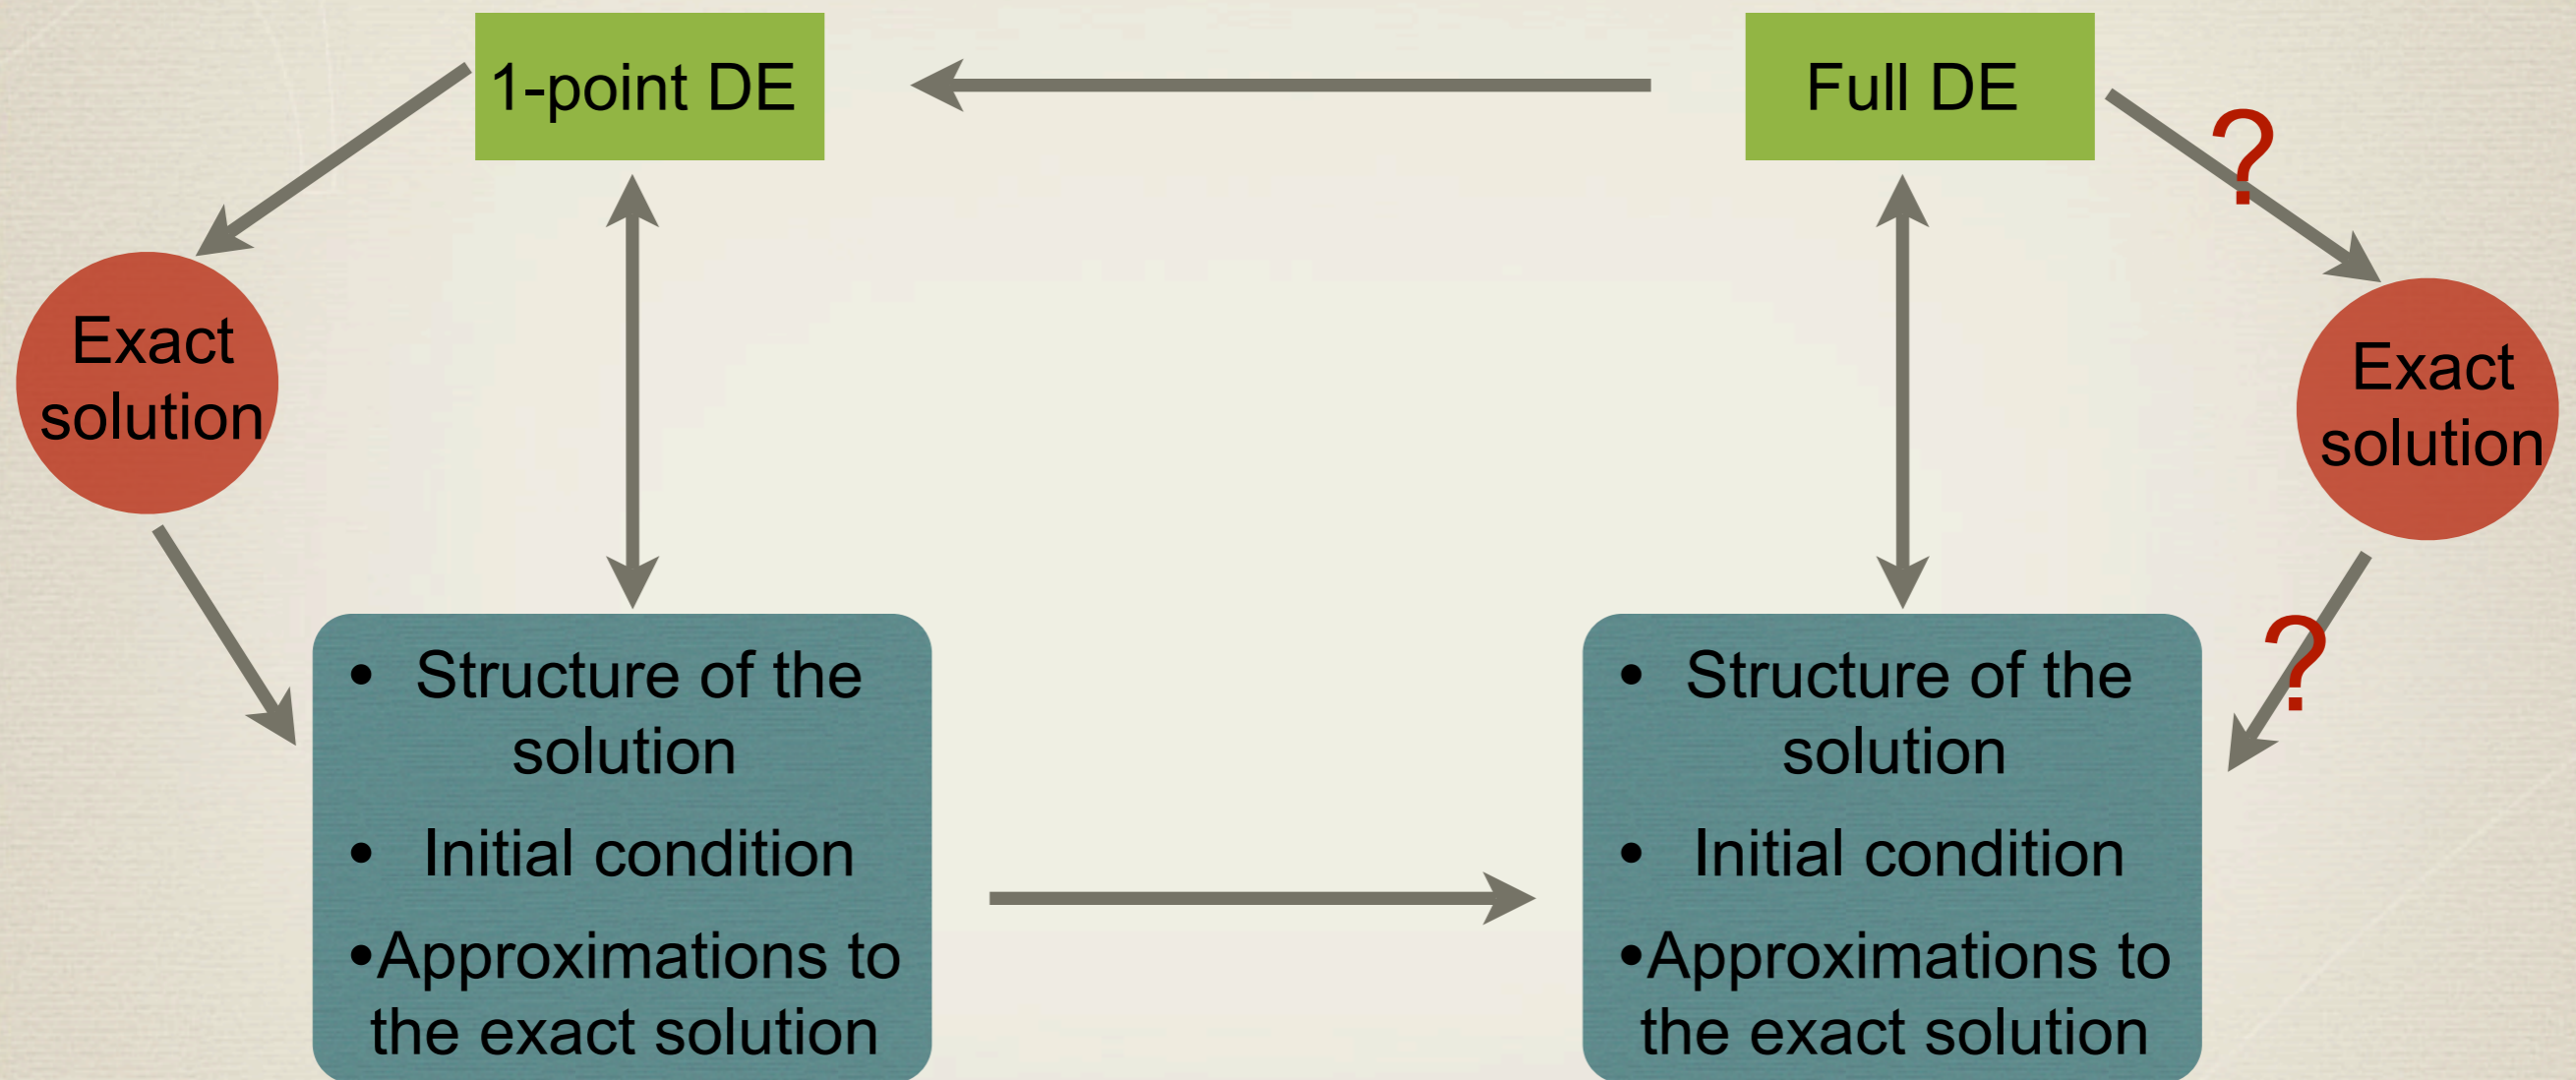 1-point DE
Full DE
?
Exact
solution
Exact
solution
• Structure of the
solution
• Initial condition
•Approximations to
the exact solution
?
• Structure of the
solution
• Initial condition
•Approximations to
the exact solution